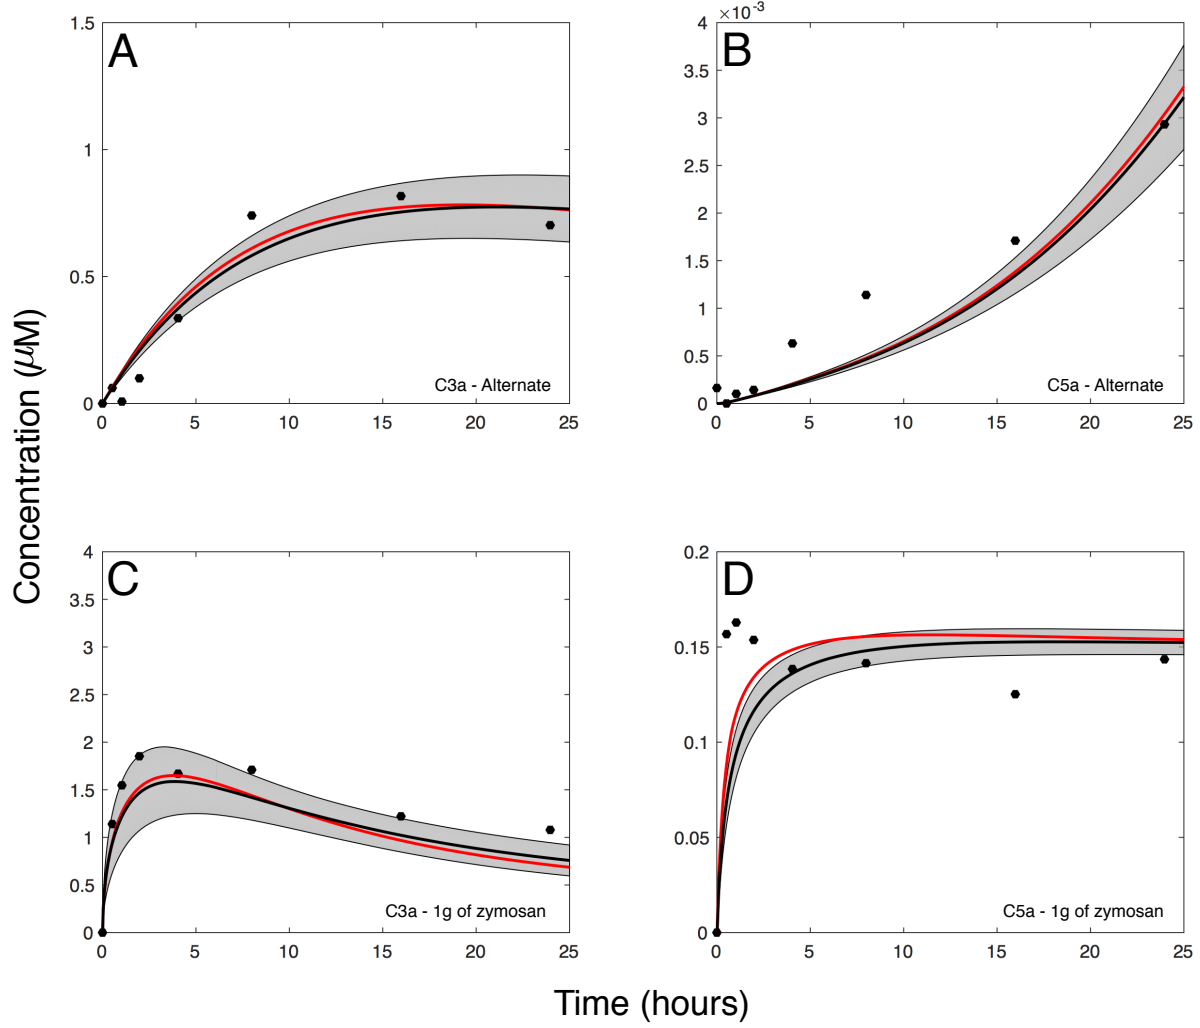 A
1.5
1
0.5
0
0 5 10 15 20 25
C3a - Alternate
B
×10-3
4
3.5
3
2.5
2
1.5
1
0.5
0
0 5 10 15 20 25
C5a - Alternate
Concentration (μM)
C
4
3.5
3
2.5
2
1.5
1
0.5
0
0 5 10 15 20 25
C3a - 1g of zymosan
D
0.2
0.15
0.1
0.05
0
0 5 10 15 20 25
C5a - 1g of zymosan
Time (hours)